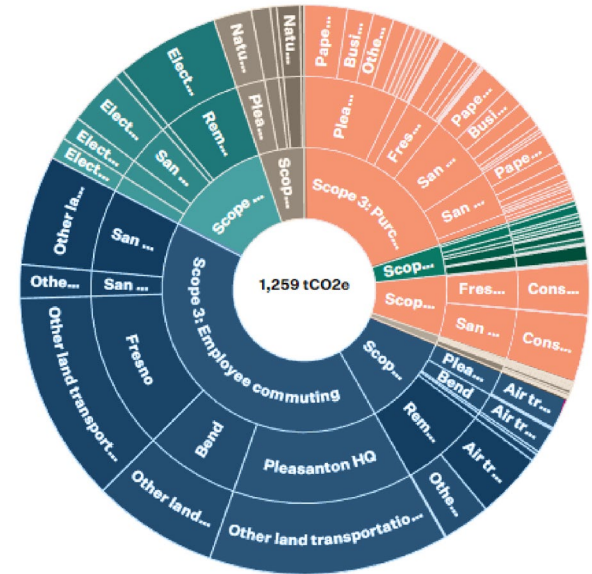 1,259 tCO2e
Scope 3: Purc...
Scop...
Scop...
Scop...
Scope 3: Employee commuting
Scope ...
Scop...
Plea...
Fres...
San ...
San ...
Fres...
San ...
Plea...
Bend
Rem...
Pleasanton HQ
Bend
Fresno
San ...
San ...
San ...
Rem...
Plea...
Pape...
Busi...
Othe...
Pape...
Busi...
Pape...
Cons...
Cons...
Air tr...
Air tr...
Air tr...
Othe...
Other land transportatio...
Other land...
Other land transport...
Othe...
Other la...
Elect...
Elect...
Elect...
Elect...
Natu...
Natu...